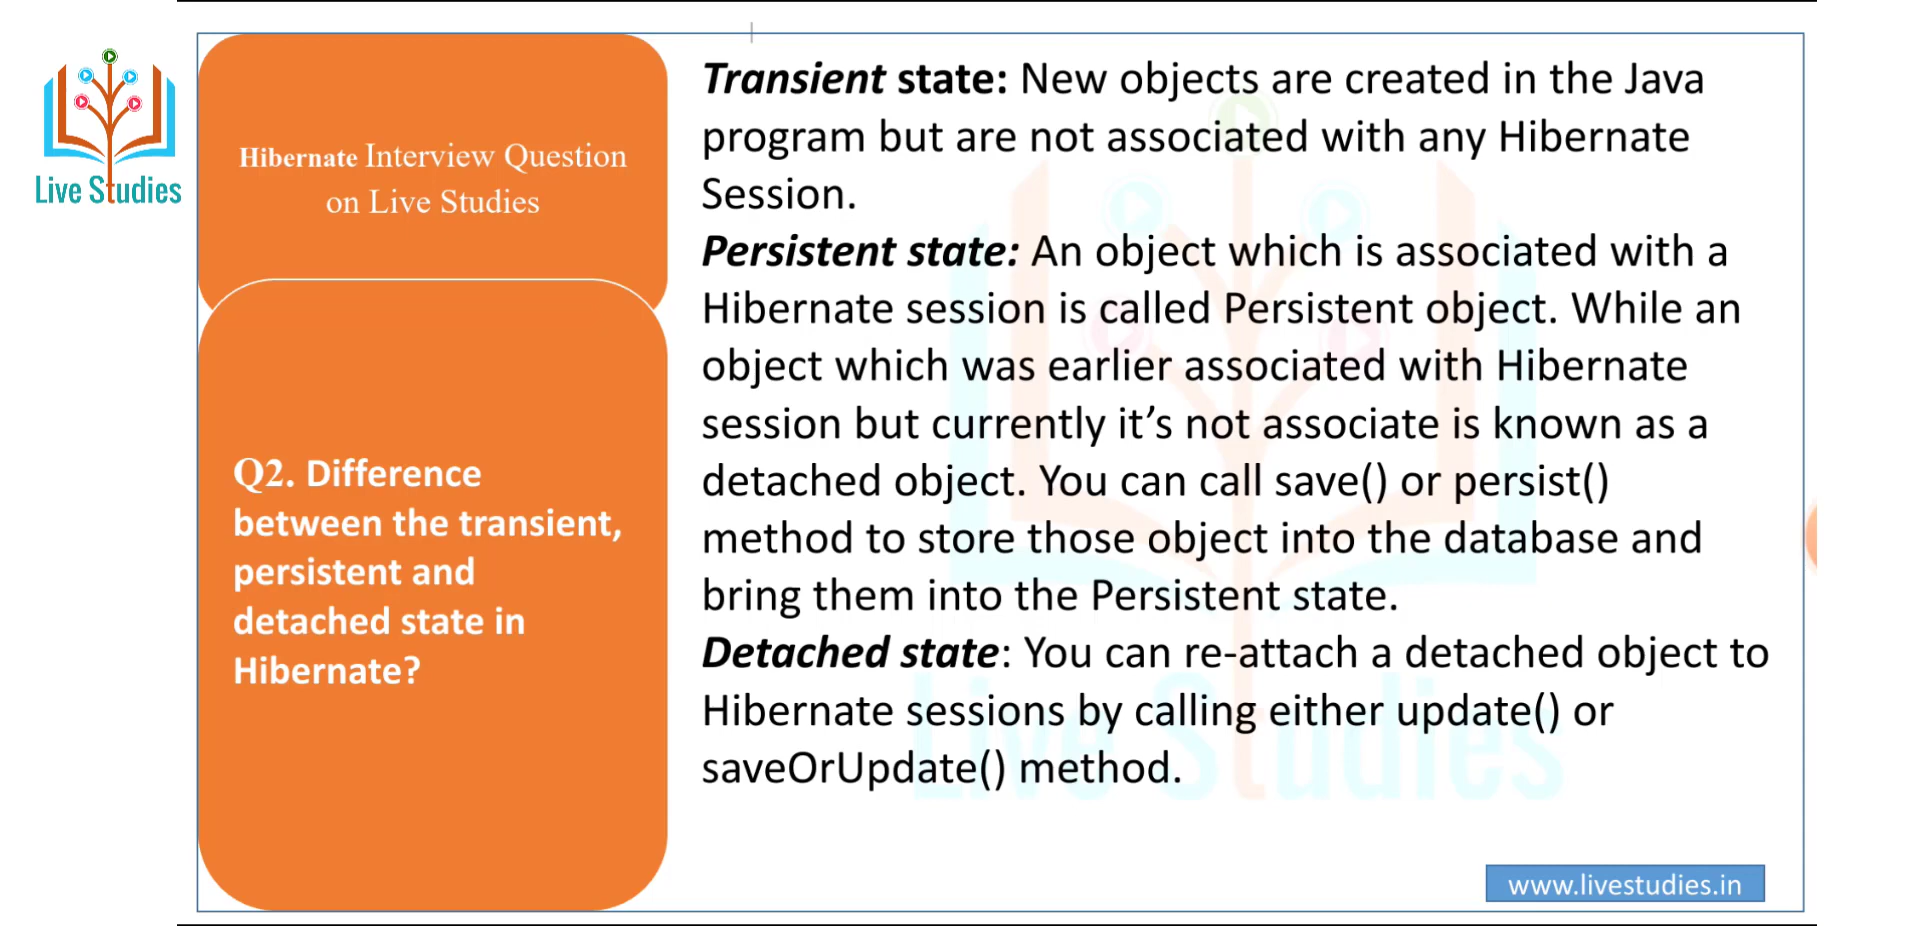 Live Studies
Hibernate Interview Question
on Live Studies
Q2. Difference
between the transient,
persistent and
detached state in
Hibernate?
Transient state: New objects are created in the Java
program but are not associated with any Hibernate
Session.
Persistent state: An object which is associated with a
Hibernate session is called Persistent object. While an
object which was earlier associated with Hibernate
session but currently it’s not associate is known as a
detached object. You can call save() or persist()
method to store those object into the database and
bring them into the Persistent state.
Detached state: You can re-attach a detached object to
Hibernate sessions by calling either update() or
saveOrUpdate() method.
Live Studies
www.livestudies.in